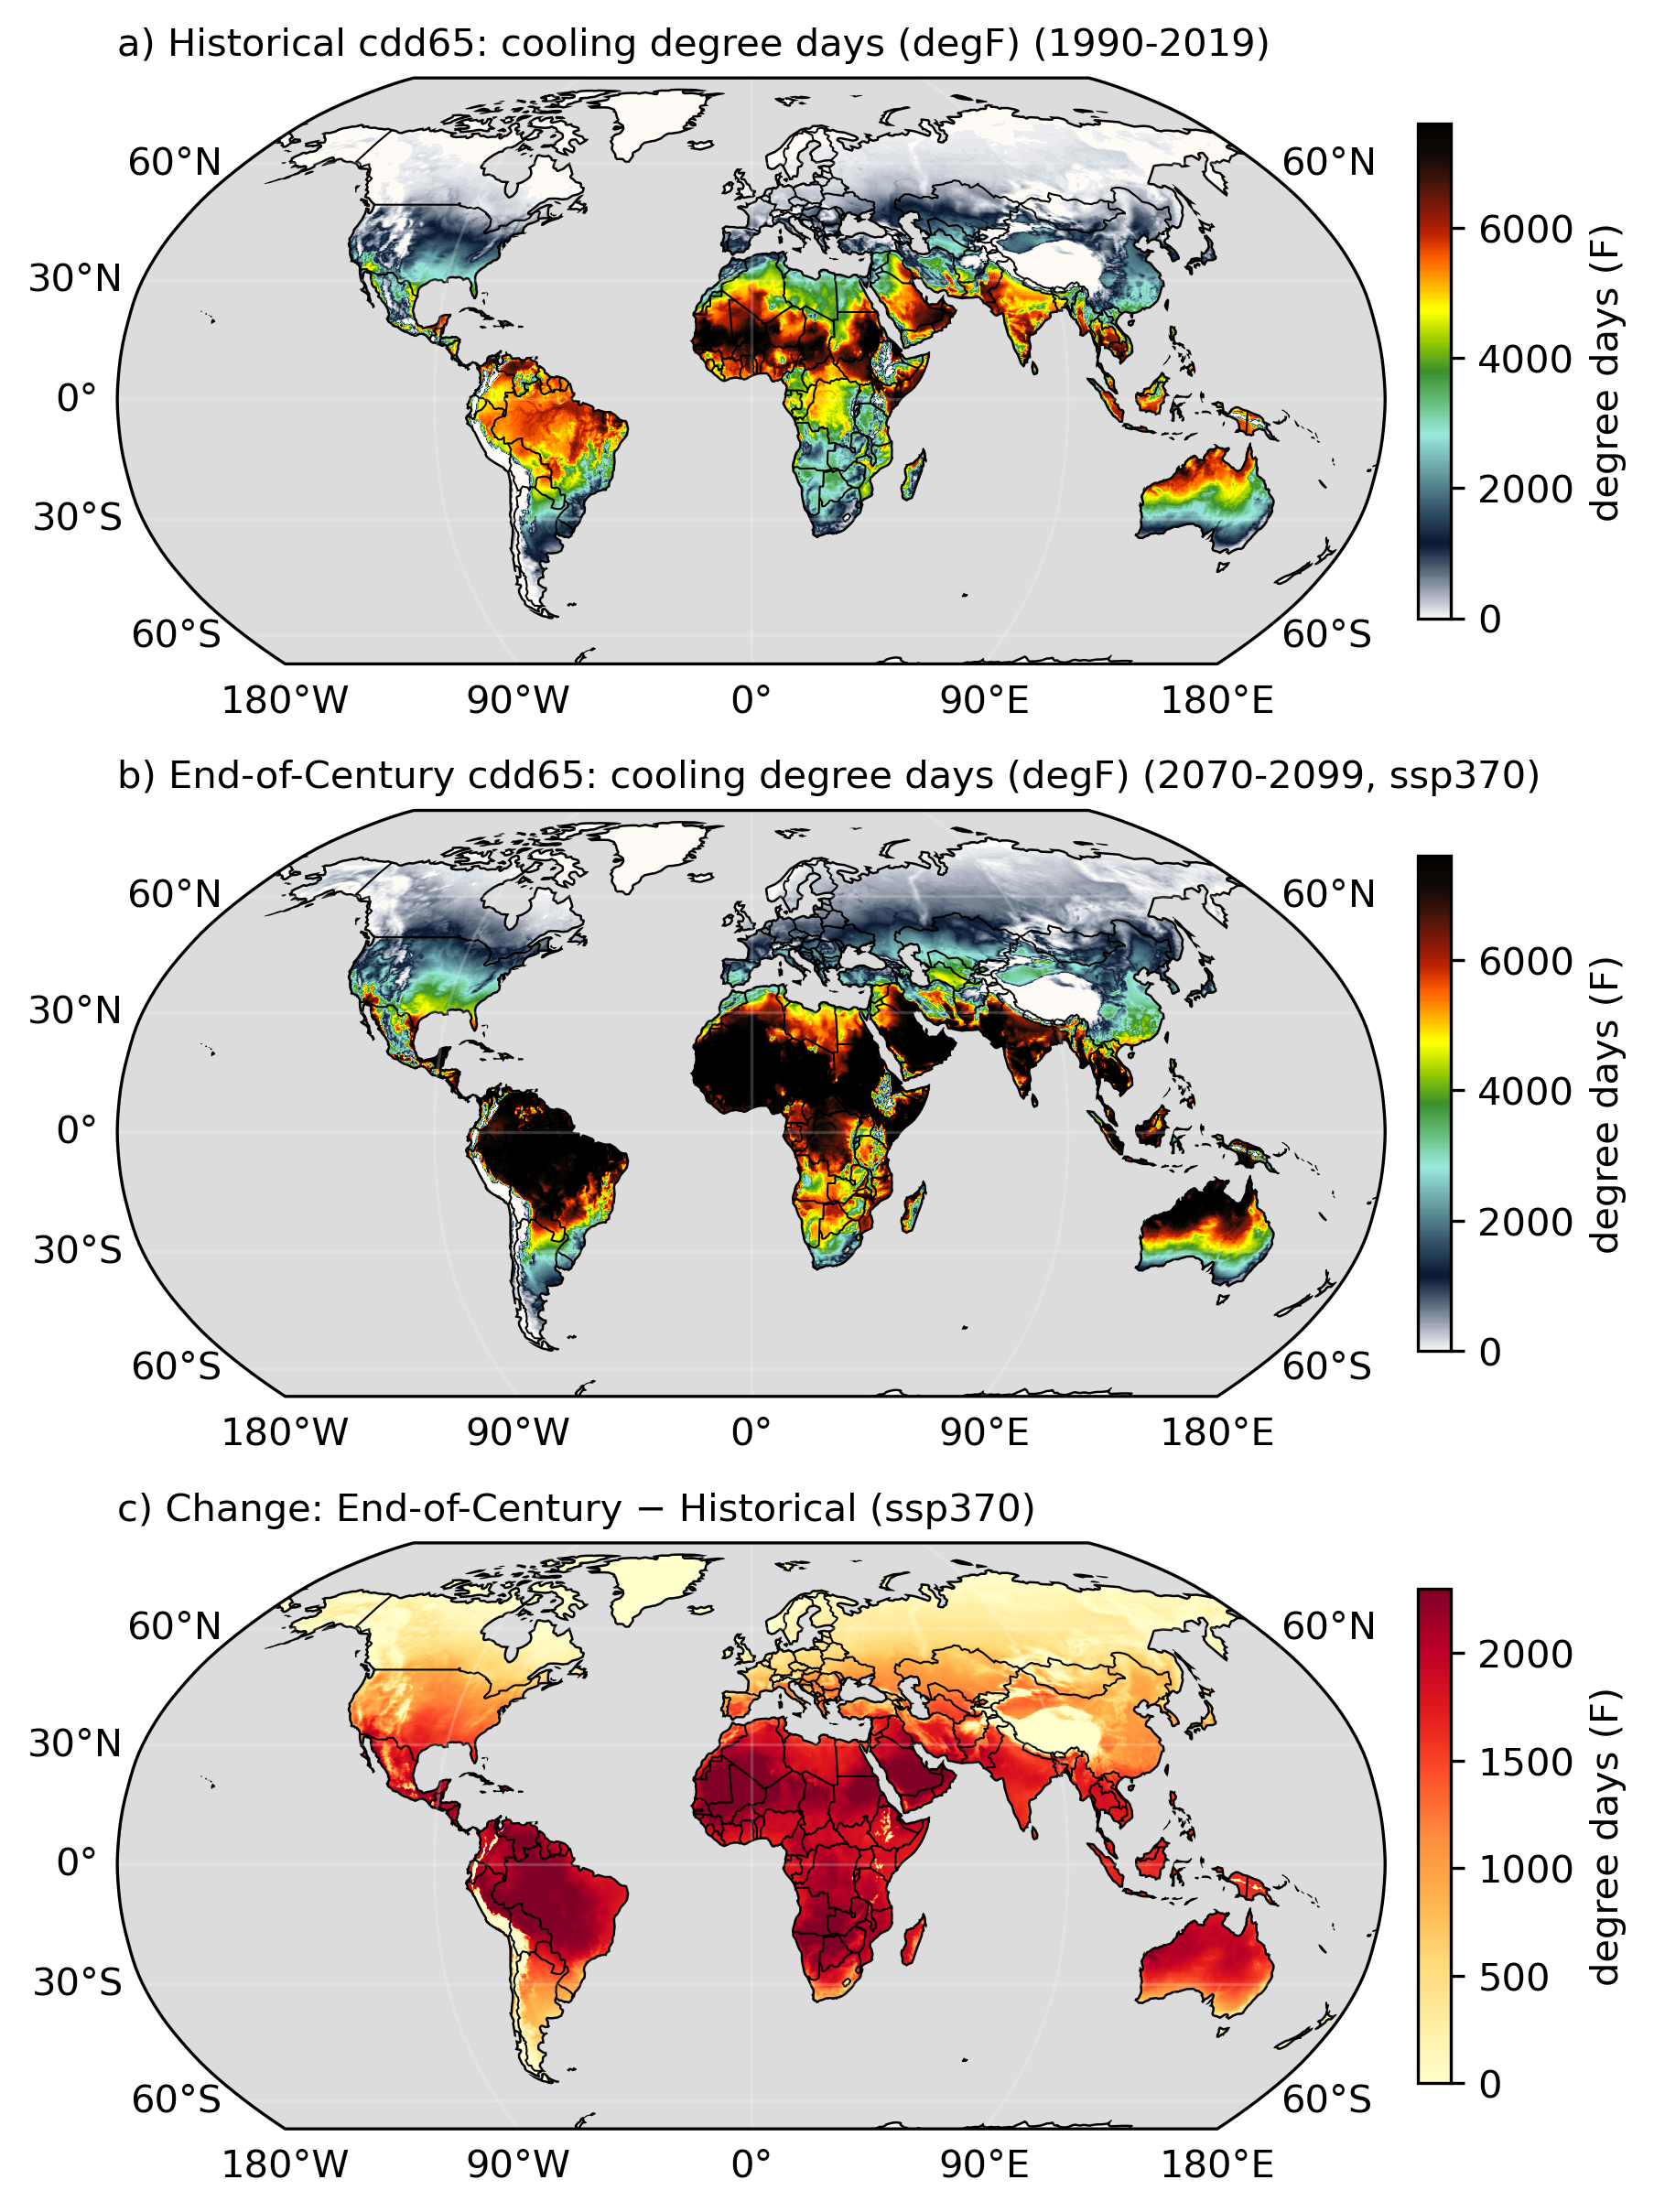 a) Historical cdd65: cooling degree days (degF) (1990-2019)
60°N
60°N
30°N
0°
30°S
60°S
60°S
180°W
90°W
0°
90°E
180°E
6000
4000
2000
0
degree days (F)
b) End-of-Century cdd65: cooling degree days (degF) (2070-2099, ssp370)
60°N
60°N
30°N
0°
30°S
60°S
60°S
180°W
90°W
0°
90°E
180°E
6000
4000
2000
0
degree days (F)
c) Change: End-of-Century − Historical (ssp370)
60°N
60°N
30°N
0°
30°S
60°S
60°S
180°W
90°W
0°
90°E
180°E
2000
1500
1000
500
0
degree days (F)